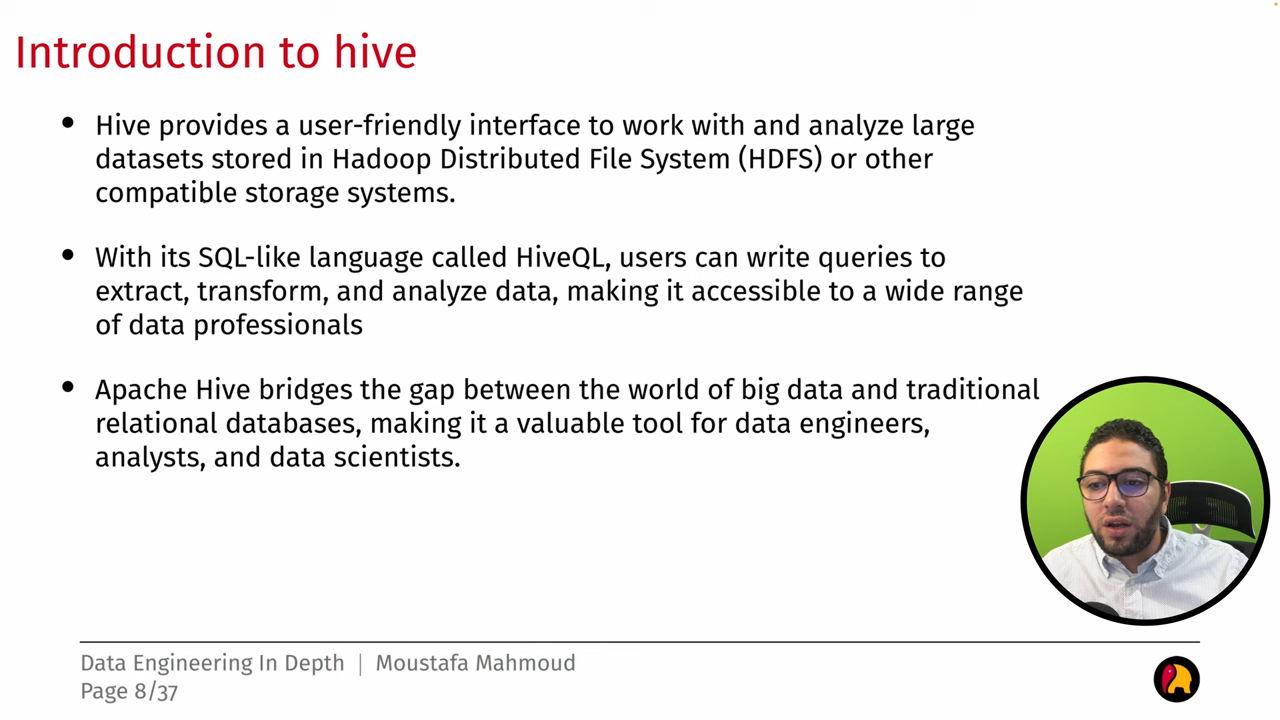 Introduction to hive
• Hive provides a user-friendly interface to work with and analyze large
datasets stored in Hadoop Distributed File System (HDFS) or other
compatible storage systems.
• With its SQL-like language called HiveQL, users can write queries to
extract, transform, and analyze data, making it accessible to a wide range
of data professionals
• Apache Hive bridges the gap between the world of big data and traditional
relational databases, making it a valuable tool for data engineers,
analysts, and data scientists.
Data Engineering In Depth | Moustafa Mahmoud
Page 8/37